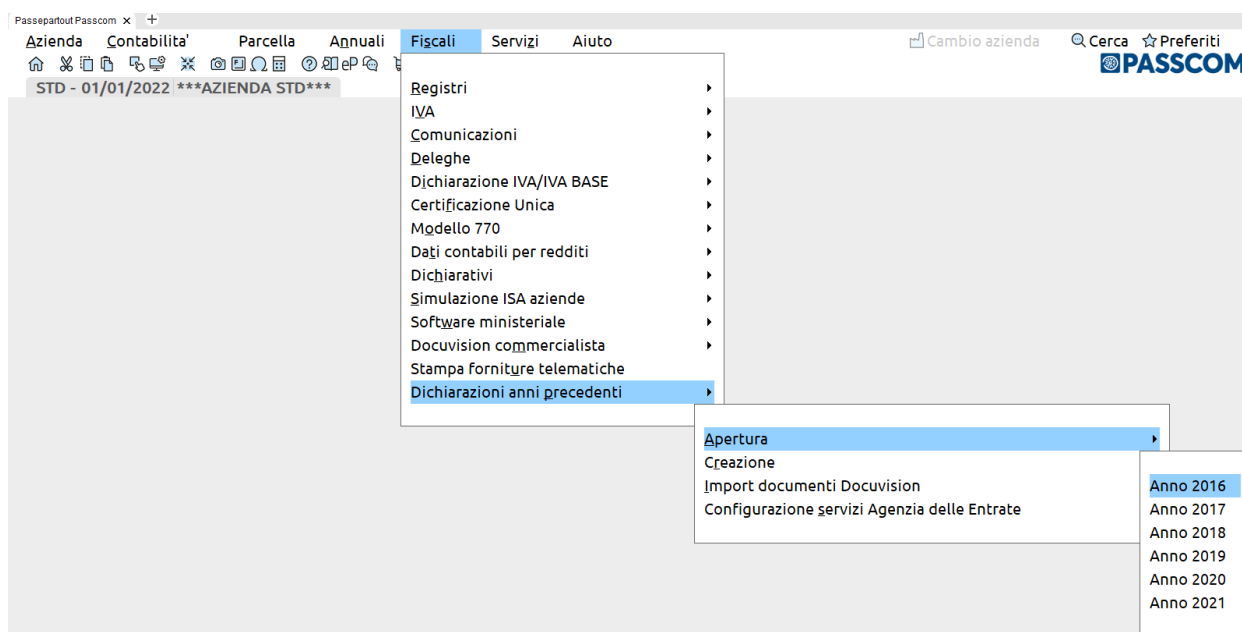 Passepartout Passcom × +
Azienda Contabilita' Parcella Annuali Fiscali Servizi Aiuto Cambio azienda Cerca Preferiti
eP PASSCOM
STD - 01/01/2022 ***AZIENDA STD***
Registri
IVA
Comunicazioni
Deleghe
Dichiarazione IVA/IVA BASE
Certificazione Unica
Modello 770
Dati contabili per redditi
Dichiarativi
Simulazione ISA aziende
Software ministeriale
Docuvision commercialista
Stampa forniture telematiche
Dichiarazioni anni precedenti
Apertura
Creazione
Import documenti Docuvision
Configurazione servizi Agenzia delle Entrate
Anno 2016
Anno 2017
Anno 2018
Anno 2019
Anno 2020
Anno 2021